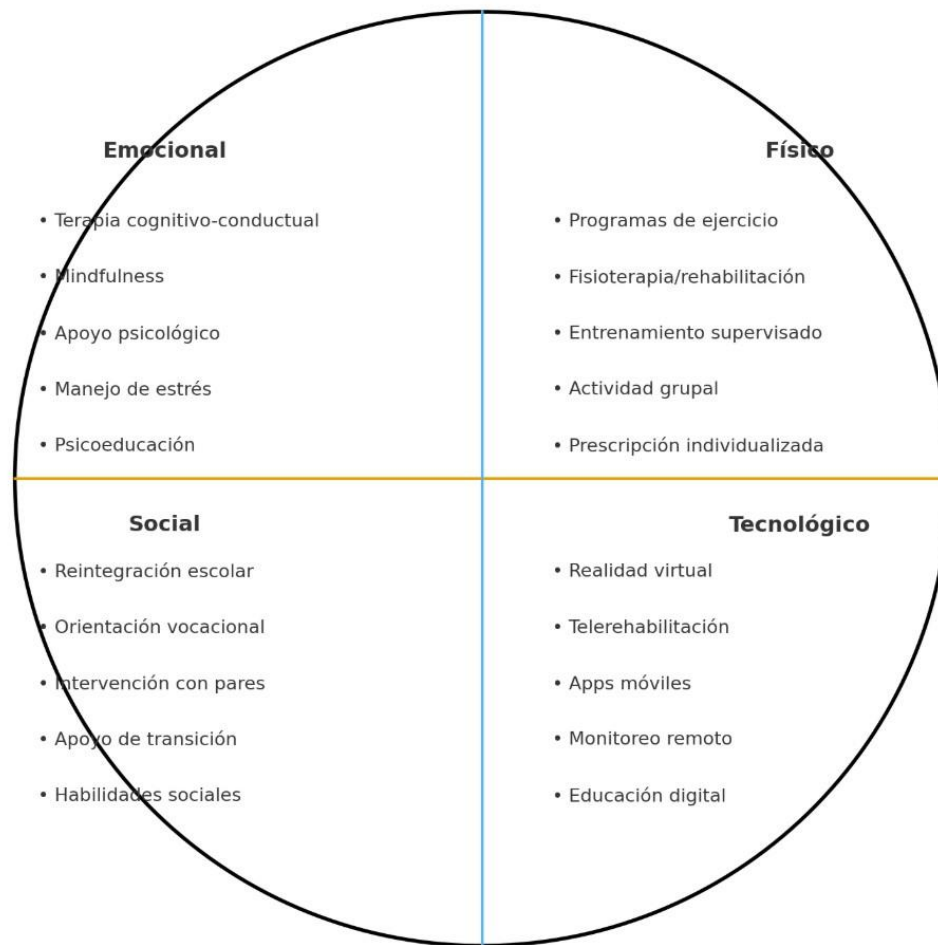 Emocional
• Terapia cognitivo-conductual
• Mindfulness
• Apoyo psicológico
• Manejo de estrés
• Psicoeducación
Físico
• Programas de ejercicio
• Fisioterapia/rehabilitación
• Entrenamiento supervisado
• Actividad grupal
• Prescripción individualizada
Social
• Reintegración escolar
• Orientación vocacional
• Intervención con pares
• Apoyo de transición
• Habilidades sociales
Tecnológico
• Realidad virtual
• Telerehabilitación
• Apps móviles
• Monitoreo remoto
• Educación digital